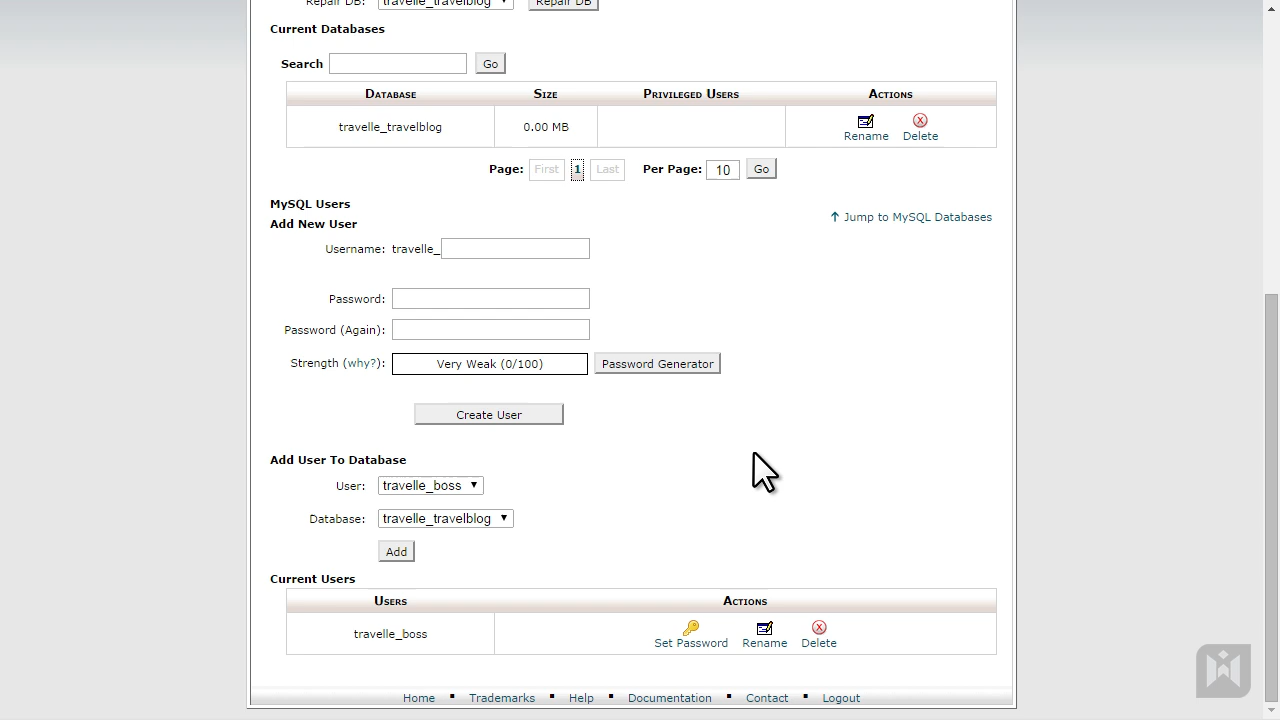 Repair DB: travelle_travelblog Repair DB
Current Databases
Search Go
DATABASE SIZE PRIVILEGED USERS ACTIONS
travelle_travelblog 0.00 MB Rename Delete
Page: First 1 Last Per Page: 10 Go
MySQL Users
Jump to MySQL Databases
Add New User
Username: travelle_
Password:
Password (Again):
Strength (why?): Very Weak (0/100) Password Generator
Create User
Add User To Database
User: travelle_boss
Database: travelle_travelblog
Add
Current Users
USERS ACTIONS
travelle_boss Set Password Rename Delete
Home Trademarks Help Documentation Contact Logout